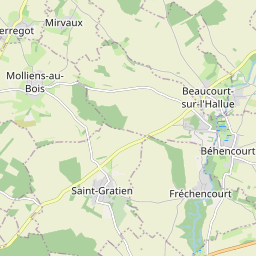 Mirvaux
erregot
Molliens-au-
Bois
Beaucourt-
sur-l'Hallue
Béhencourt
Saint-Gratien
Fréchencourt